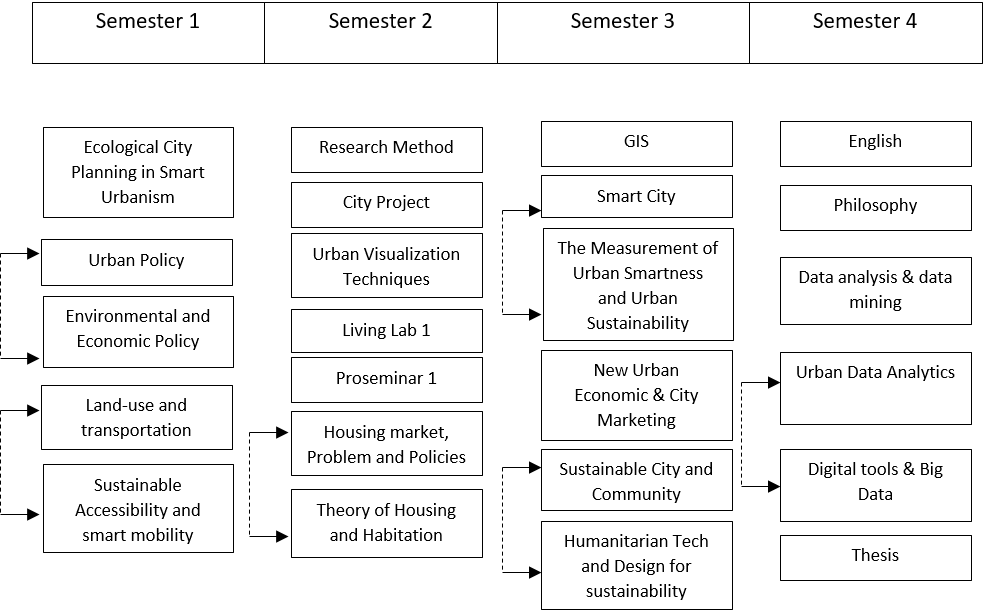 Semester 1
Semester 2
Semester 3
Semester 4
Ecological City
Planning in Smart
Urbanism
Urban Policy
Environmental and
Economic Policy
Land-use and
transportation
Sustainable
Accessibility and
smart mobility
Research Method
City Project
Urban Visualization
Techniques
Living Lab 1
Proseminar 1
Housing market,
Problem and Policies
Theory of Housing
and Habitation
GIS
Smart City
The Measurement of
Urban Smartness
and Urban
Sustainability
New Urban
Economic & City
Marketing
Sustainable City and
Community
Humanitarian Tech
and Design for
sustainability
English
Philosophy
Data analysis & data
mining
Urban Data Analytics
Digital tools & Big
Data
Thesis